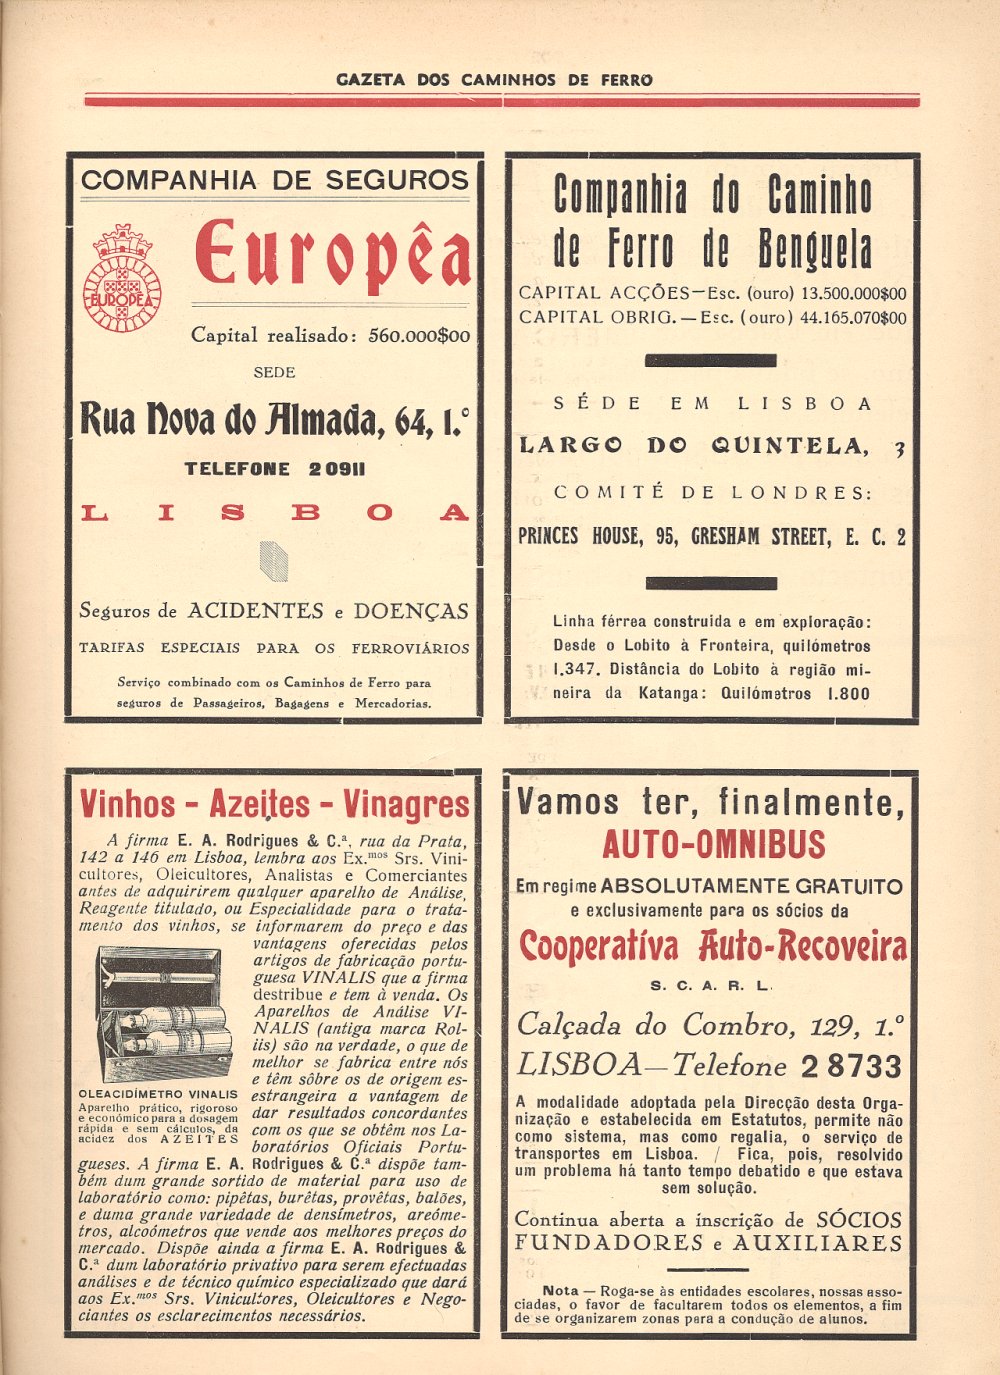 GAZETA DOS CAMINHOS DE FERRO
COMPANHIA DE SEGUROS
Europêa
EUROPÊA
Capital realisado: 560.000$00
SEDE
Rua Nova do Almada, 64, 1.º
TELEFONE 20911
LISBOA
Seguros de ACIDENTES e DOENÇAS
TARIFAS ESPECIAIS PARA OS FERROVIÁRIOS
Serviço combinado com os Caminhos de Ferro para
seguros de Passageiros, Bagagens e Mercadorias.
Companhia do Caminho
de Ferro de Benguela
CAPITAL ACÇÕES—Esc. (ouro) 13.500.000$00
CAPITAL OBRIG. — Esc. (ouro) 44.165.070$00
SÉDE EM LISBOA
LARGO DO QUINTELA, 3
COMITÉ DE LONDRES:
PRINCES HOUSE, 95, GRESHAM STREET, E. C. 2
Linha férrea construida e em exploração:
Desde o Lobito à Fronteira, quilómetros
1.347. Distância do Lobito à região mi-
neira da Katanga: Quilómetros 1.800
Vinhos - Azeites - Vinagres
A firma E. A. Rodrigues & C.ª, rua da Prata,
142 a 146 em Lisboa, lembra aos Ex.mos Srs. Vini-
cultores, Oleicultores, Analistas e Comerciantes
antes de adquirirem qualquer aparelho de Análise,
Reagente titulado, ou Especialidade para o trata-
mento dos vinhos, se informarem do preço e das
vantagens oferecidas pelos
artigos de fabricação portu-
guesa VINALIS que a firma
destribue e tem à venda. Os
Aparelhos de Análise VI-
NALIS (antiga marca Rol-
iis) são na verdade, o que de
melhor se fabrica entre nós
e têm sôbre os de origem es-
estrangeira a vantagem de
dar resultados concordantes
com os que se obtêm nos La-
boratórios Oficiais Portu-
OLEACIDÍMETRO VINALIS
Aparelho prático, rigoroso
e económico para a dosagem
rápida e sem cálculos, da
acidez dos AZEITES
gueses. A firma E. A. Rodrigues & C.ª dispõe tam-
bém dum grande sortido de material para uso de
laboratório como: pipêtas, burêtas, provêtas, balões,
e duma grande variedade de densímetros, areóme-
tros, alcoómetros que vende aos melhores preços do
mercado. Dispõe ainda a firma E. A. Rodrigues &
C.ª dum laboratório privativo para serem efectuadas
análises e de técnico químico especializado que dará
aos Ex.mos Srs. Vinicultores, Oleicultores e Nego-
ciantes os esclarecimentos necessários.
Vamos ter, finalmente,
AUTO-OMNIBUS
Em regime ABSOLUTAMENTE GRATUITO
e exclusivamente para os sócios da
Cooperativa Auto-Recoveira
S. C. A. R. L.
Calçada do Combro, 129, 1.º
LISBOA—Telefone 28733
A modalidade adoptada pela Direcção desta Orga-
nização e estabelecida em Estatutos, permite não
como sistema, mas como regalia, o serviço de
transportes em Lisboa. / Fica, pois, resolvido
um problema há tanto tempo debatido e que estava
sem solução.
Continua aberta a inscrição de SÓCIOS
FUNDADORES e AUXILIARES
Nota — Roga-se às entidades escolares, nossas asso-
ciadas, o favor de facultarem todos os elementos, a fim
de se organizarem zonas para a condução de alunos.